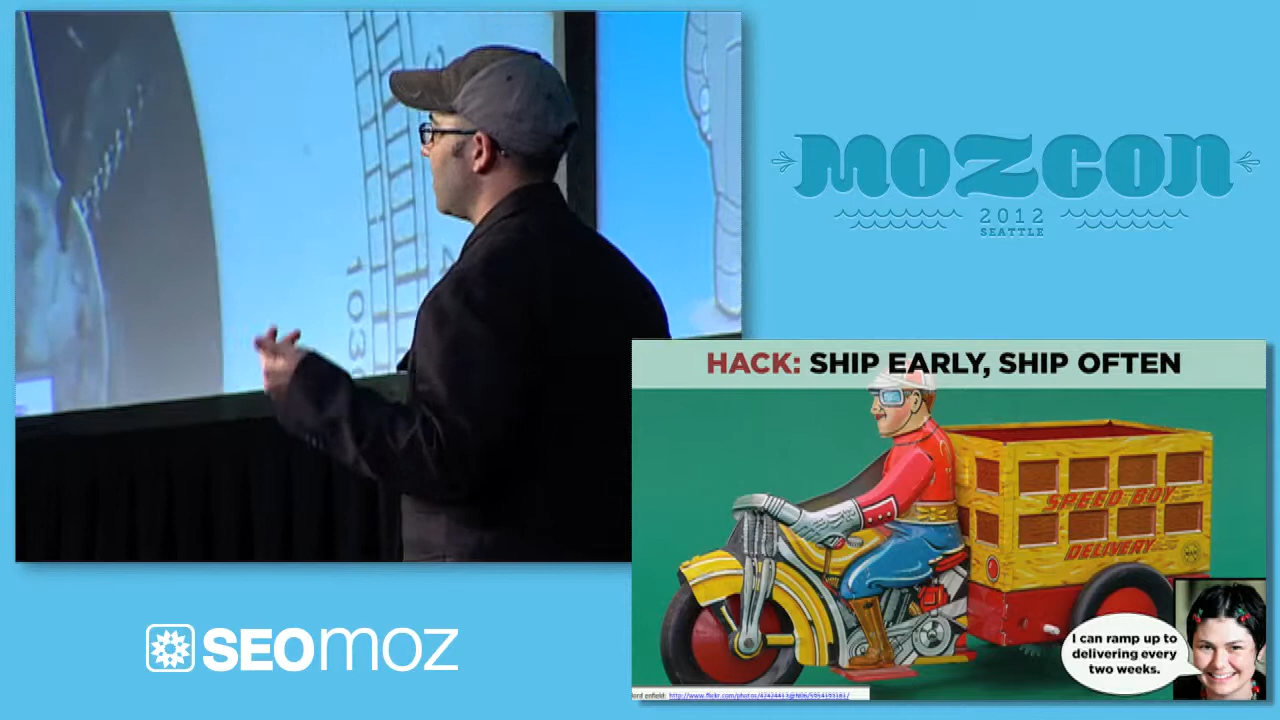 MOZCON
2012
SEATTLE
HACK: SHIP EARLY, SHIP OFTEN
SPEED BOY
DELIVERY
I can ramp up to
delivering every
two weeks.
SEOmoz